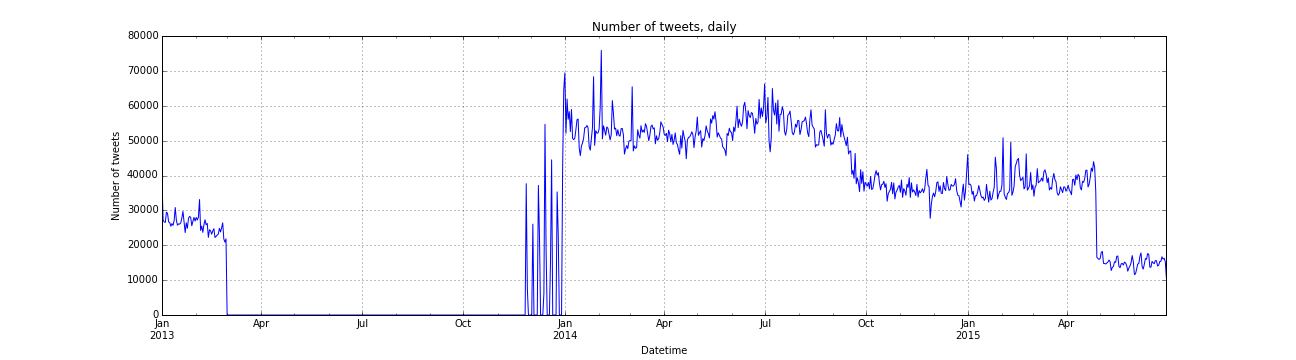 Number of tweets, daily
Number of tweets
80000
70000
60000
50000
40000
30000
20000
10000
0
Jan Apr Jul Oct Jan Apr Jul Oct Jan Apr
2013 2014 2015
Datetime